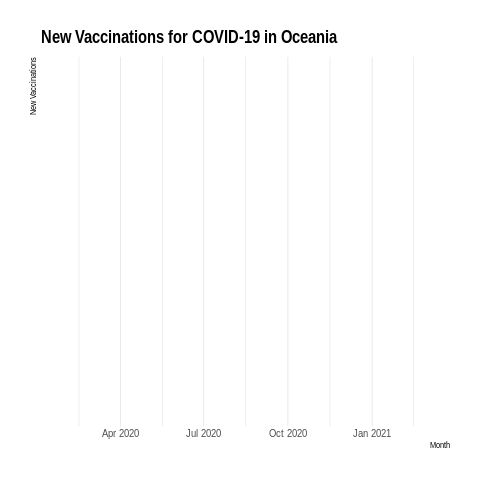 New Vaccinations for COVID-19 in Oceania
New Vaccinations
Apr 2020
Jul 2020
Oct 2020
Jan 2021
Month